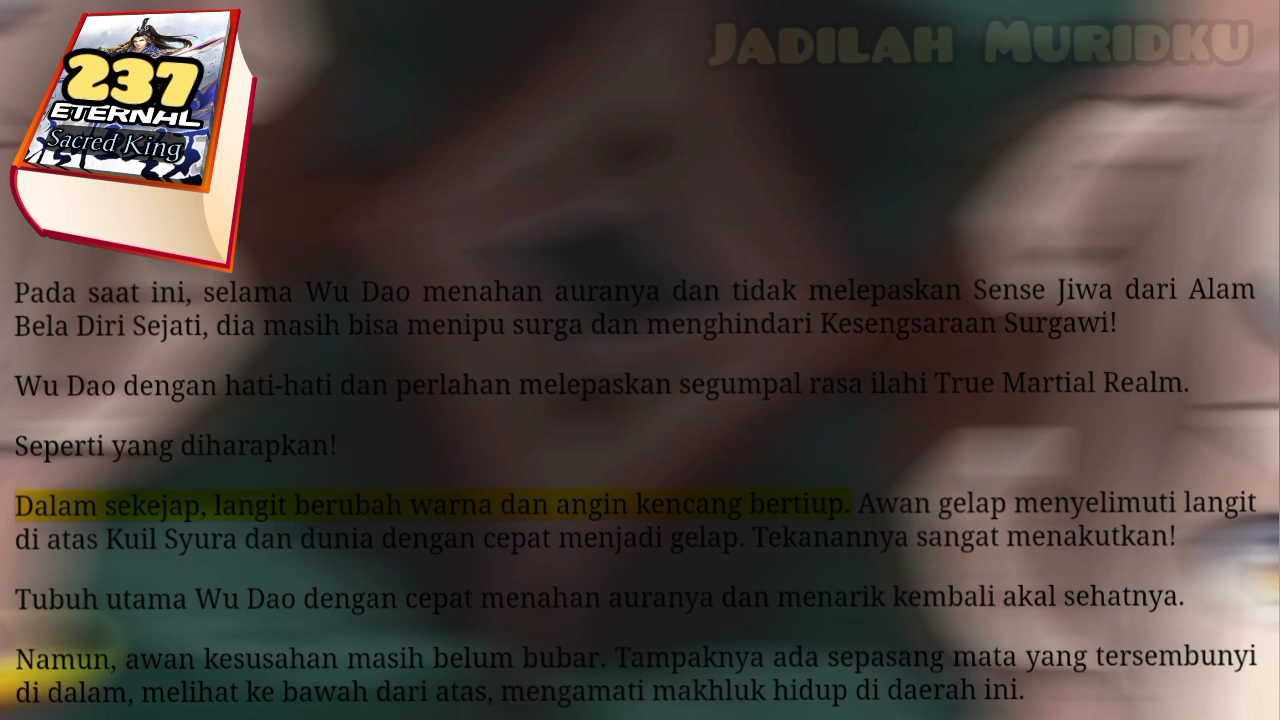 JADILAH MURIDKU
237
ETERNAL
Sacred King
Pada saat ini, selama Wu Dao menahan auranya dan tidak melepaskan Sense Jiwa dari Alam
Bela Diri Sejati, dia masih bisa menipu surga dan menghindari Kesengsaraan Surgawi!
Wu Dao dengan hati-hati dan perlahan melepaskan segumpal rasa ilahi True Martial Realm.
Seperti yang diharapkan!
Dalam sekejap, langit berubah warna dan angin kencang bertiup. Awan gelap menyelimuti langit
di atas Kuil Syura dan dunia dengan cepat menjadi gelap. Tekanannya sangat menakutkan!
Tubuh utama Wu Dao dengan cepat menahan auranya dan menarik kembali akal sehatnya.
Namun, awan kesusahan masih belum bubar. Tampaknya ada sepasang mata yang tersembunyi
di dalam, melihat ke bawah dari atas, mengamati makhluk hidup di daerah ini.